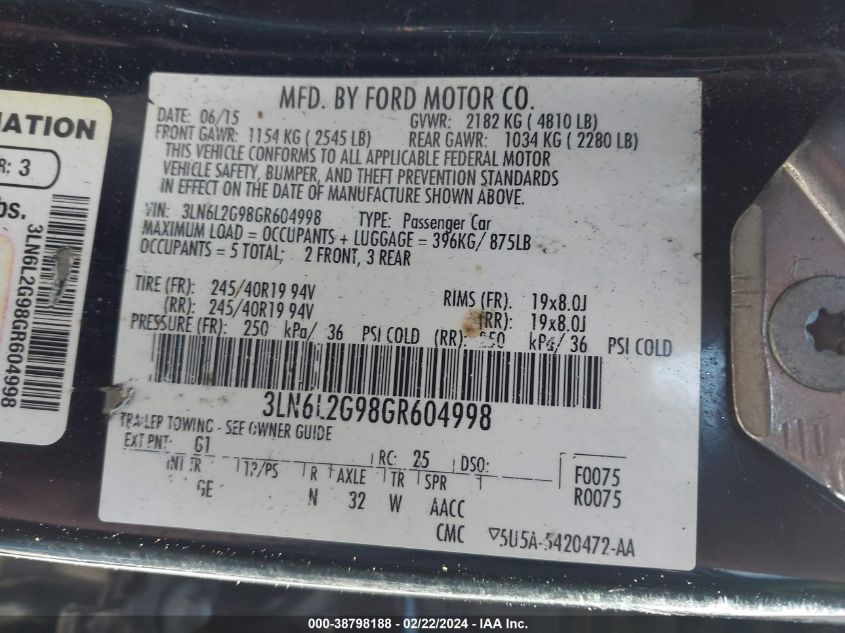 MFD. BY FORD MOTOR CO.
DATE: 06/15 GVWR: 2182 KG ( 4810 LB)
FRONT GAWR: 1154 KG ( 2545 LB) REAR GAWR: 1034 KG ( 2280 LB)
THIS VEHICLE CONFORMS TO ALL APPLICABLE FEDERAL MOTOR
VEHICLE SAFETY, BUMPER, AND THEFT PREVENTION STANDARDS
IN EFFECT ON THE DATE OF MANUFACTURE SHOWN ABOVE.
VIN: 3LN6L2G98GR604998 TYPE: Passenger Car
MAXIMUM LOAD = OCCUPANTS + LUGGAGE = 396KG/ 875LB
OCCUPANTS = 5 TOTAL; 2 FRONT, 3 REAR
TIRE (FR): 245/40R19 94V RIMS (FR). 19x8.0J
(RR): 245/40R19 94V (RR): 19x8.0J
PRESSURE (FR): 250 kPa/ 36 PSI COLD (RR): kPa/ 36 PSI COLD
3LN6L2G98GR604998
TRAILER TOWING - SEE OWNER GUIDE
EXT PNT: G1 RC: 25 DSO: F0075
TP/PS R AXLE TR SPR R0075
GE N 32 W AACC
CMC 5U5A-5420472-AA
R: 3
3LN6L2G98GR604998
000-38798188 - 02/22/2024 - IAAI - Ste.